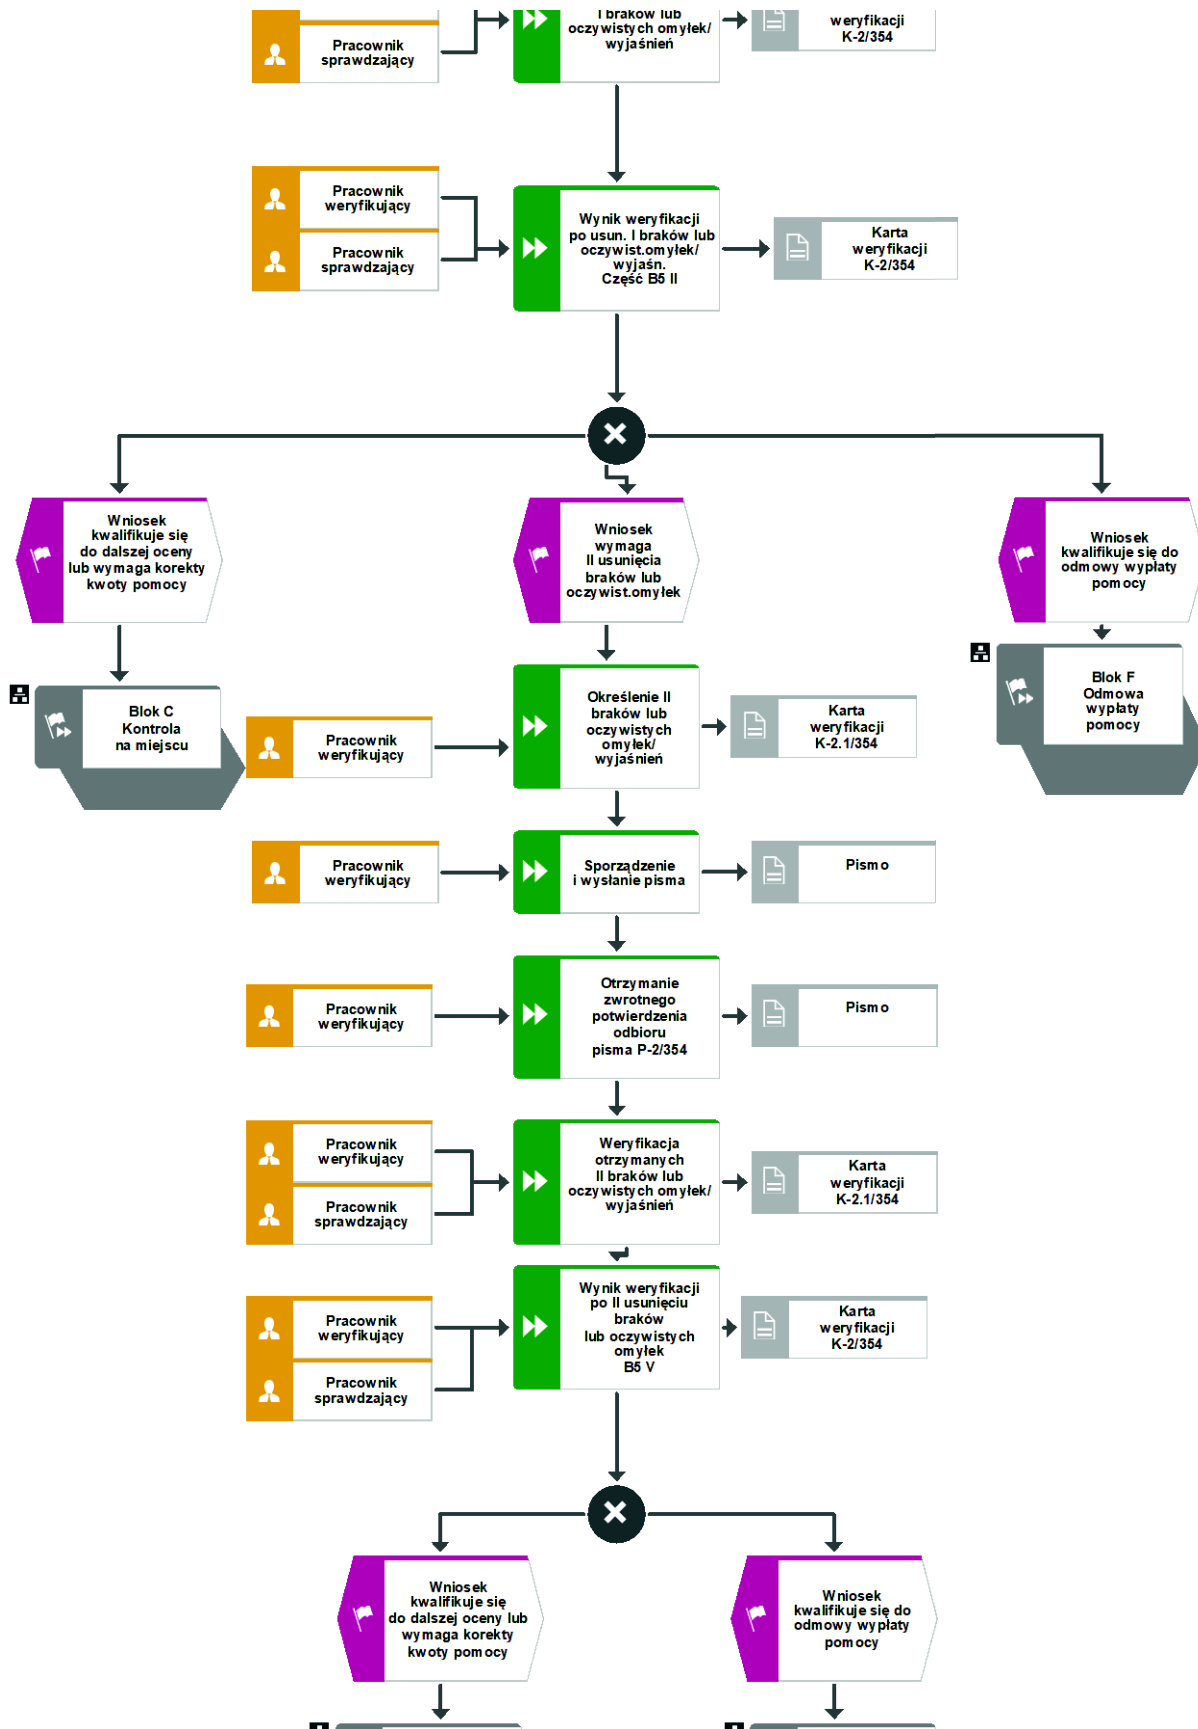 Pracownik
sprawdzający
I braków lub
oczywistych omyłek/
wyjaśnień
weryfikacji
K-2/354
Pracownik
weryfikujący
Pracownik
sprawdzający
Wynik weryfikacji
po usun. I braków lub
oczywist.omyłek/
wyjaśn.
Część B5 II
Karta
weryfikacji
K-2/354
Wniosek
kwalifikuje się
do dalszej oceny
lub wymaga korekty
kwoty pomocy
Wniosek
wymaga
II usunięcia
braków lub
oczywist.omyłek
Wniosek
kwalifikuje się do
odmowy wypłaty
pomocy
Blok C
Kontrola
na miejscu
Blok F
Odmowa
wypłaty
pomocy
Pracownik
weryfikujący
Określenie II
braków lub
oczywistych
omyłek/
wyjaśnień
Karta
weryfikacji
K-2.1/354
Pracownik
weryfikujący
Sporządzenie
i wysłanie pisma
Pismo
Pracownik
weryfikujący
Otrzymanie
zwrotnego
potwierdzenia
odbioru
pisma P-2/354
Pismo
Pracownik
weryfikujący
Pracownik
sprawdzający
Weryfikacja
otrzymanych
II braków lub
oczywistych omyłek/
wyjaśnień
Karta
weryfikacji
K-2.1/354
Pracownik
weryfikujący
Pracownik
sprawdzający
Wynik weryfikacji
po II usunięciu
braków
lub oczywistych
omyłek
B5 V
Karta
weryfikacji
K-2/354
Wniosek
kwalifikuje się
do dalszej oceny lub
wymaga korekty
kwoty pomocy
Wniosek
kwalifikuje się do
odmowy wypłaty
pomocy